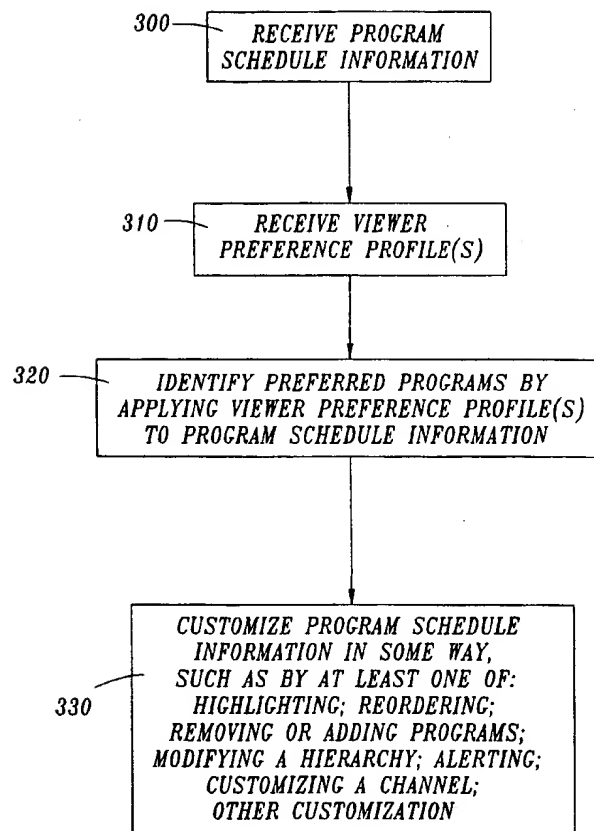 300
RECEIVE PROGRAM
SCHEDULE INFORMATION
310
RECEIVE VIEWER
PREFERENCE PROFILE(S)
320
IDENTIFY PREFERRED PROGRAMS BY
APPLYING VIEWER PREFERENCE PROFILE(S)
TO PROGRAM SCHEDULE INFORMATION
330
CUSTOMIZE PROGRAM SCHEDULE
INFORMATION IN SOME WAY,
SUCH AS BY AT LEAST ONE OF:
HIGHLIGHTING; REORDERING;
REMOVING OR ADDING PROGRAMS;
MODIFYING A HIERARCHY; ALERTING;
CUSTOMIZING A CHANNEL;
OTHER CUSTOMIZATION